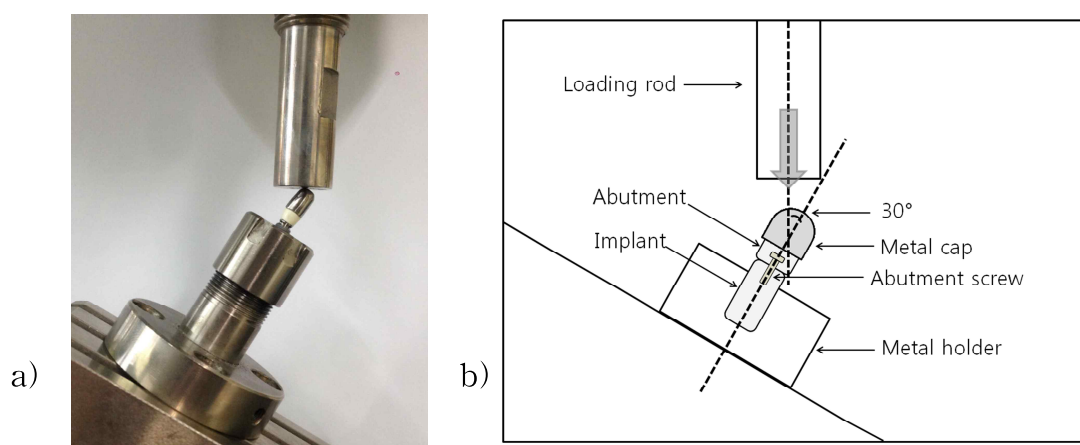 a)
b)
Loading rod
Abutment
30°
Implant
Metal cap
Abutment screw
Metal holder